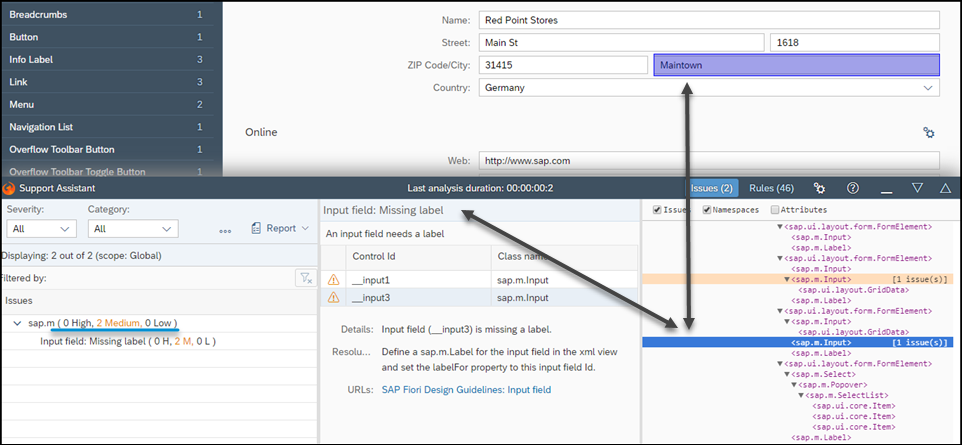 Breadcrumbs 1
Button 1
Info Label 3
Link 3
Menu 2
Navigation List 1
Overflow Toolbar Button 1
Overflow Toolbar Toggle Button 1
Name: Red Point Stores
Street: Main St 1618
ZIP Code/City: 31415 Maintown
Country: Germany
Online
Web: http://www.sap.com
Support Assistant Last analysis duration: 00:00:00:2 Issues (2) Rules (46)
Severity: Category:
All All ... Report
Displaying: 2 out of 2 (scope: Global)
Filtered by:
Issues
sap.m ( 0 High, 2 Medium, 0 Low )
Input field: Missing label ( 0 H, 2 M, 0 L )
Input field: Missing label
An input field needs a label
Control Id Class name
__input1 sap.m.Input
__input3 sap.m.Input
Details: Input field (__input3) is missing a label.
Resolu... Define a sap.m.Label for the input field in the xml view
and set the labelFor property to this input field Id.
URLs: SAP Fiori Design Guidelines: Input field
Issues Namespaces Attributes
<sap.ui.layout.form.FormElement>
<sap.m.Input>
<sap.m.Label>
<sap.ui.layout.form.FormElement>
<sap.m.Input>
<sap.m.Input> [1 issue(s)]
<sap.ui.layout.GridData>
<sap.m.Label>
<sap.ui.layout.form.FormElement>
<sap.m.Input>
<sap.ui.layout.GridData>
<sap.m.Input> [1 issue(s)]
<sap.m.Label>
<sap.ui.layout.form.FormElement>
<sap.m.Select>
<sap.m.Popover>
<sap.m.SelectList>
<sap.ui.core.Item>
<sap.ui.core.Item>
<sap.m.Label>